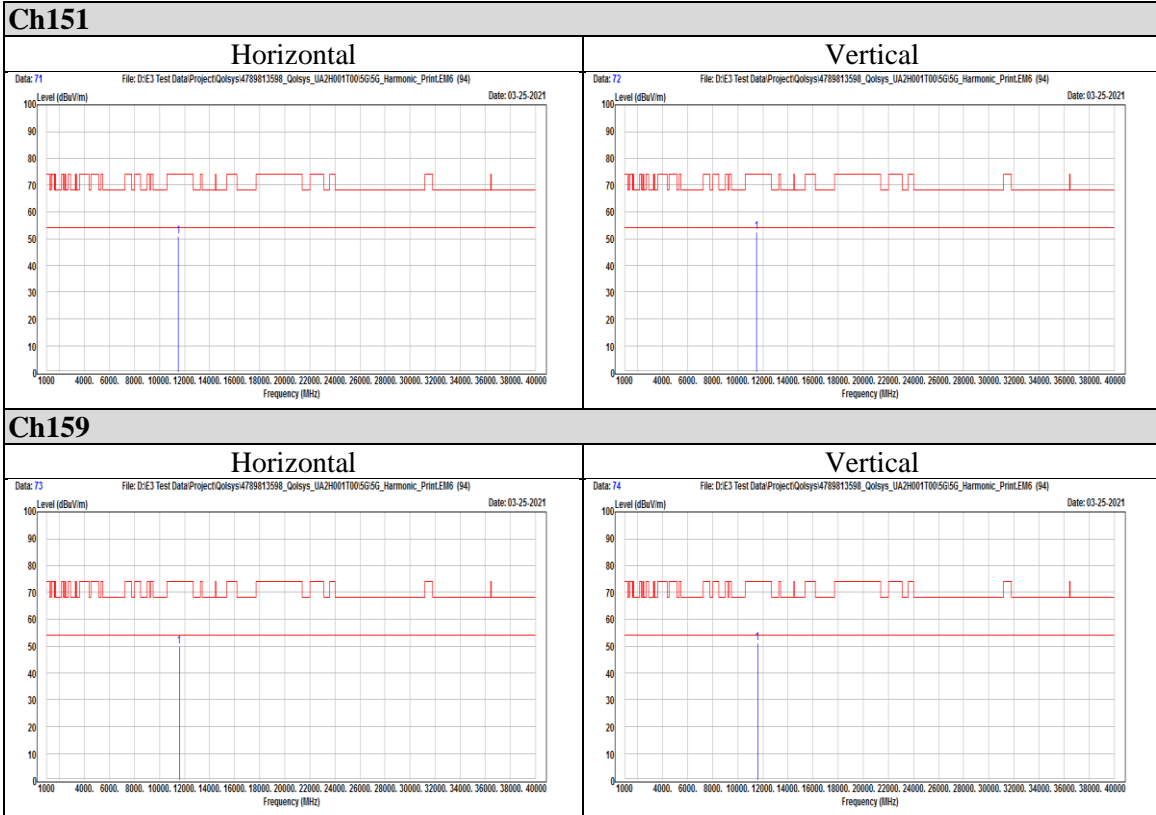 Ch151
Horizontal
Vertical
Data: 71 File: D:\E3 Test Data\Project\Qolsys\4789813598_Qolsys_UA2H001T00\5G\5G_Harmonic_Print.EM6 (94)
Level (dBuV/m) Date: 03-25-2021
100
90
80
70
60
50
40
30
20
10
0
1
1000 4000. 6000. 8000. 10000. 12000. 14000. 16000. 18000. 20000. 22000. 24000. 26000. 28000. 30000. 32000. 34000. 36000. 38000. 40000
Frequency (MHz)
Data: 72 File: D:\E3 Test Data\Project\Qolsys\4789813598_Qolsys_UA2H001T00\5G\5G_Harmonic_Print.EM6 (94)
Level (dBuV/m) Date: 03-25-2021
100
90
80
70
60
50
40
30
20
10
0
1
1000 4000. 6000. 8000. 10000. 12000. 14000. 16000. 18000. 20000. 22000. 24000. 26000. 28000. 30000. 32000. 34000. 36000. 38000. 40000
Frequency (MHz)
Ch159
Horizontal
Vertical
Data: 73 File: D:\E3 Test Data\Project\Qolsys\4789813598_Qolsys_UA2H001T00\5G\5G_Harmonic_Print.EM6 (94)
Level (dBuV/m) Date: 03-25-2021
100
90
80
70
60
50
40
30
20
10
0
1
1000 4000. 6000. 8000. 10000. 12000. 14000. 16000. 18000. 20000. 22000. 24000. 26000. 28000. 30000. 32000. 34000. 36000. 38000. 40000
Frequency (MHz)
Data: 74 File: D:\E3 Test Data\Project\Qolsys\4789813598_Qolsys_UA2H001T00\5G\5G_Harmonic_Print.EM6 (94)
Level (dBuV/m) Date: 03-25-2021
100
90
80
70
60
50
40
30
20
10
0
1
1000 4000. 6000. 8000. 10000. 12000. 14000. 16000. 18000. 20000. 22000. 24000. 26000. 28000. 30000. 32000. 34000. 36000. 38000. 40000
Frequency (MHz)